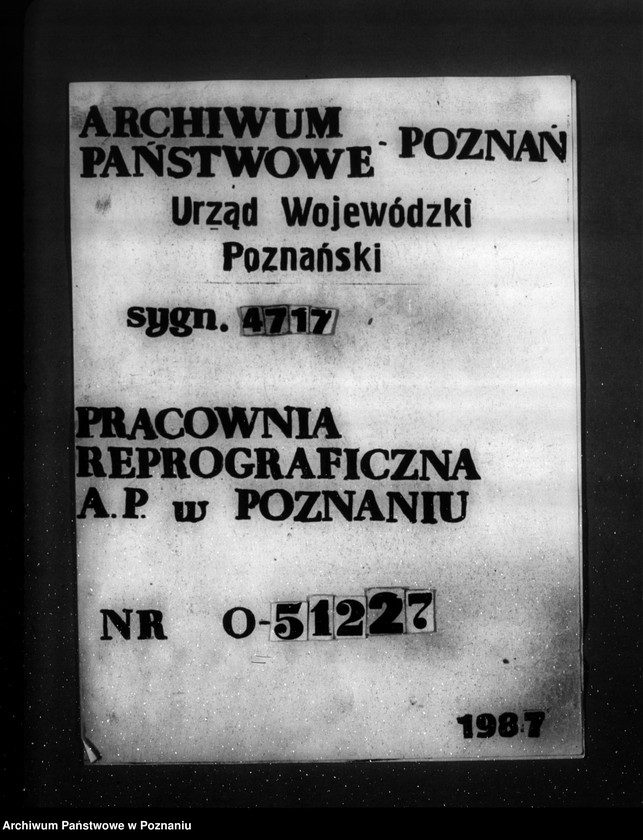 ARCHIWUM
PAŃSTWOWE - POZNAŃ
Urząd Wojewódzki
Poznański
sygn. 4717
PRACOWNIA
REPROGRAFICZNA
A.P. w POZNANIU
NR O-51227
1987
Archiwum Państwowe w Poznaniu